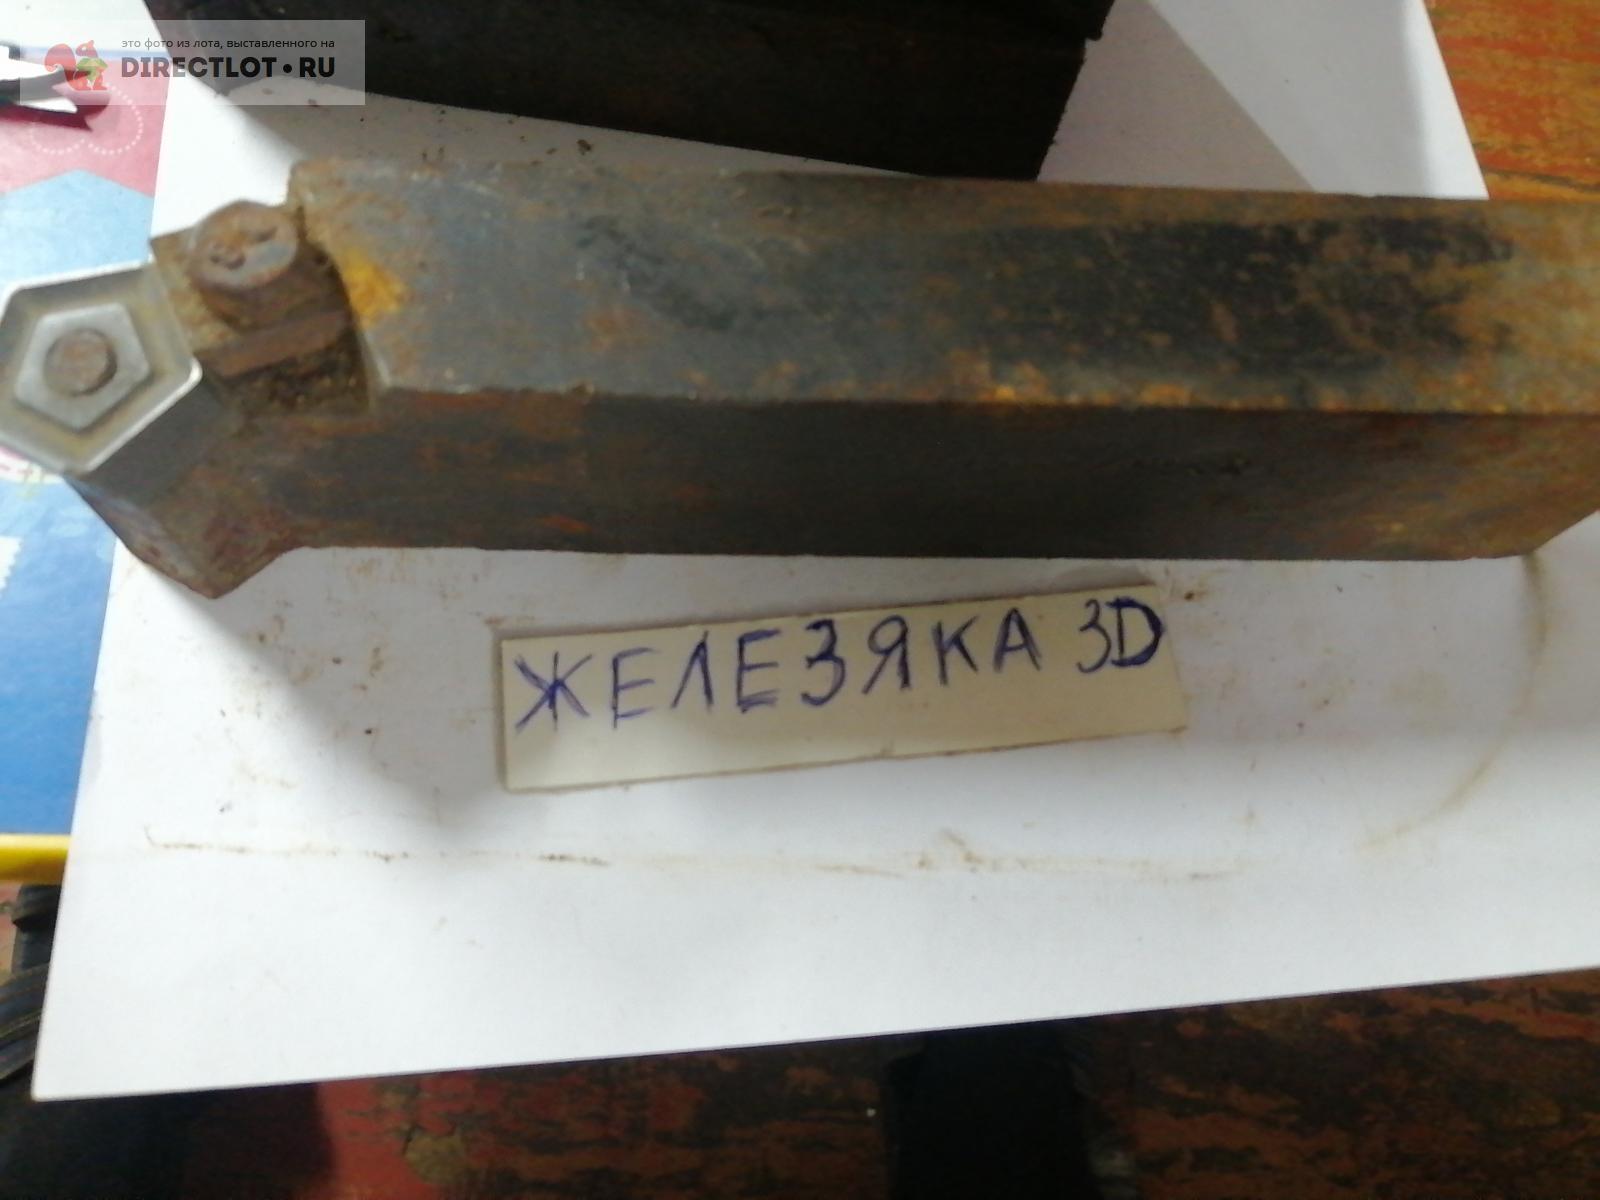 это фото из лота, выставленного на
DIRECTLOT•RU
ЖЕЛЕЗЯКА 3D